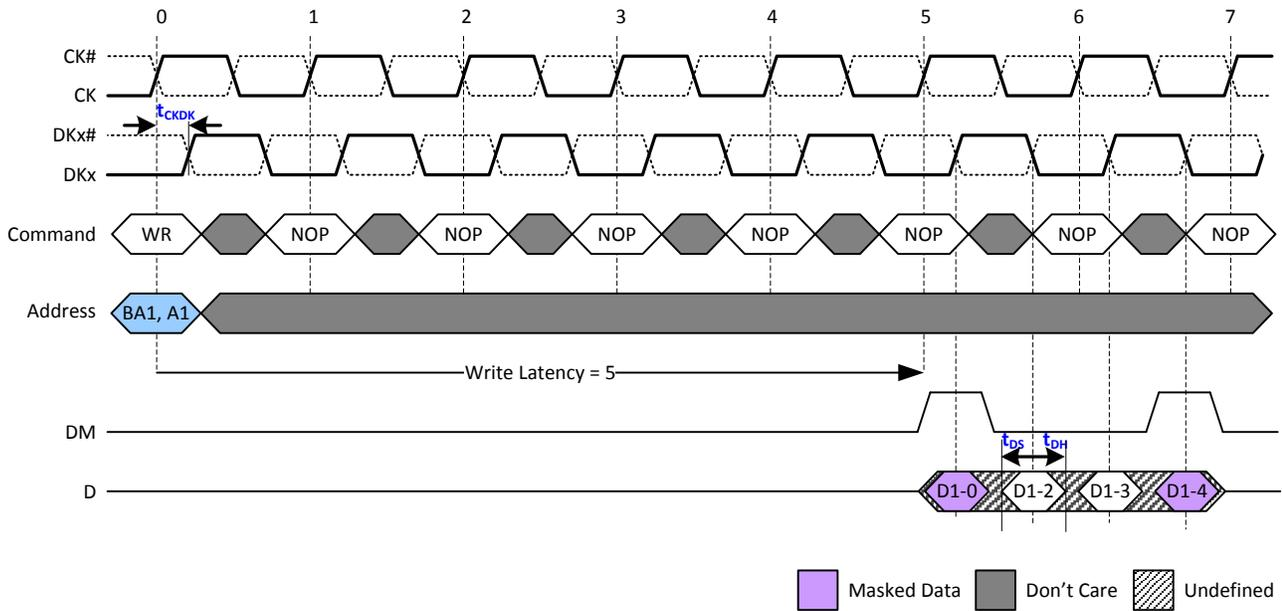 0 1 2 3 4 5 6 7
CK#
CK
tCKDK
DKx#
DKx
Command WR NOP NOP NOP NOP NOP NOP NOP
Address BA1, A1
Write Latency = 5
DM
tDS tDH
D D1-0 D1-2 D1-3 D1-4
Masked Data Don't Care Undefined